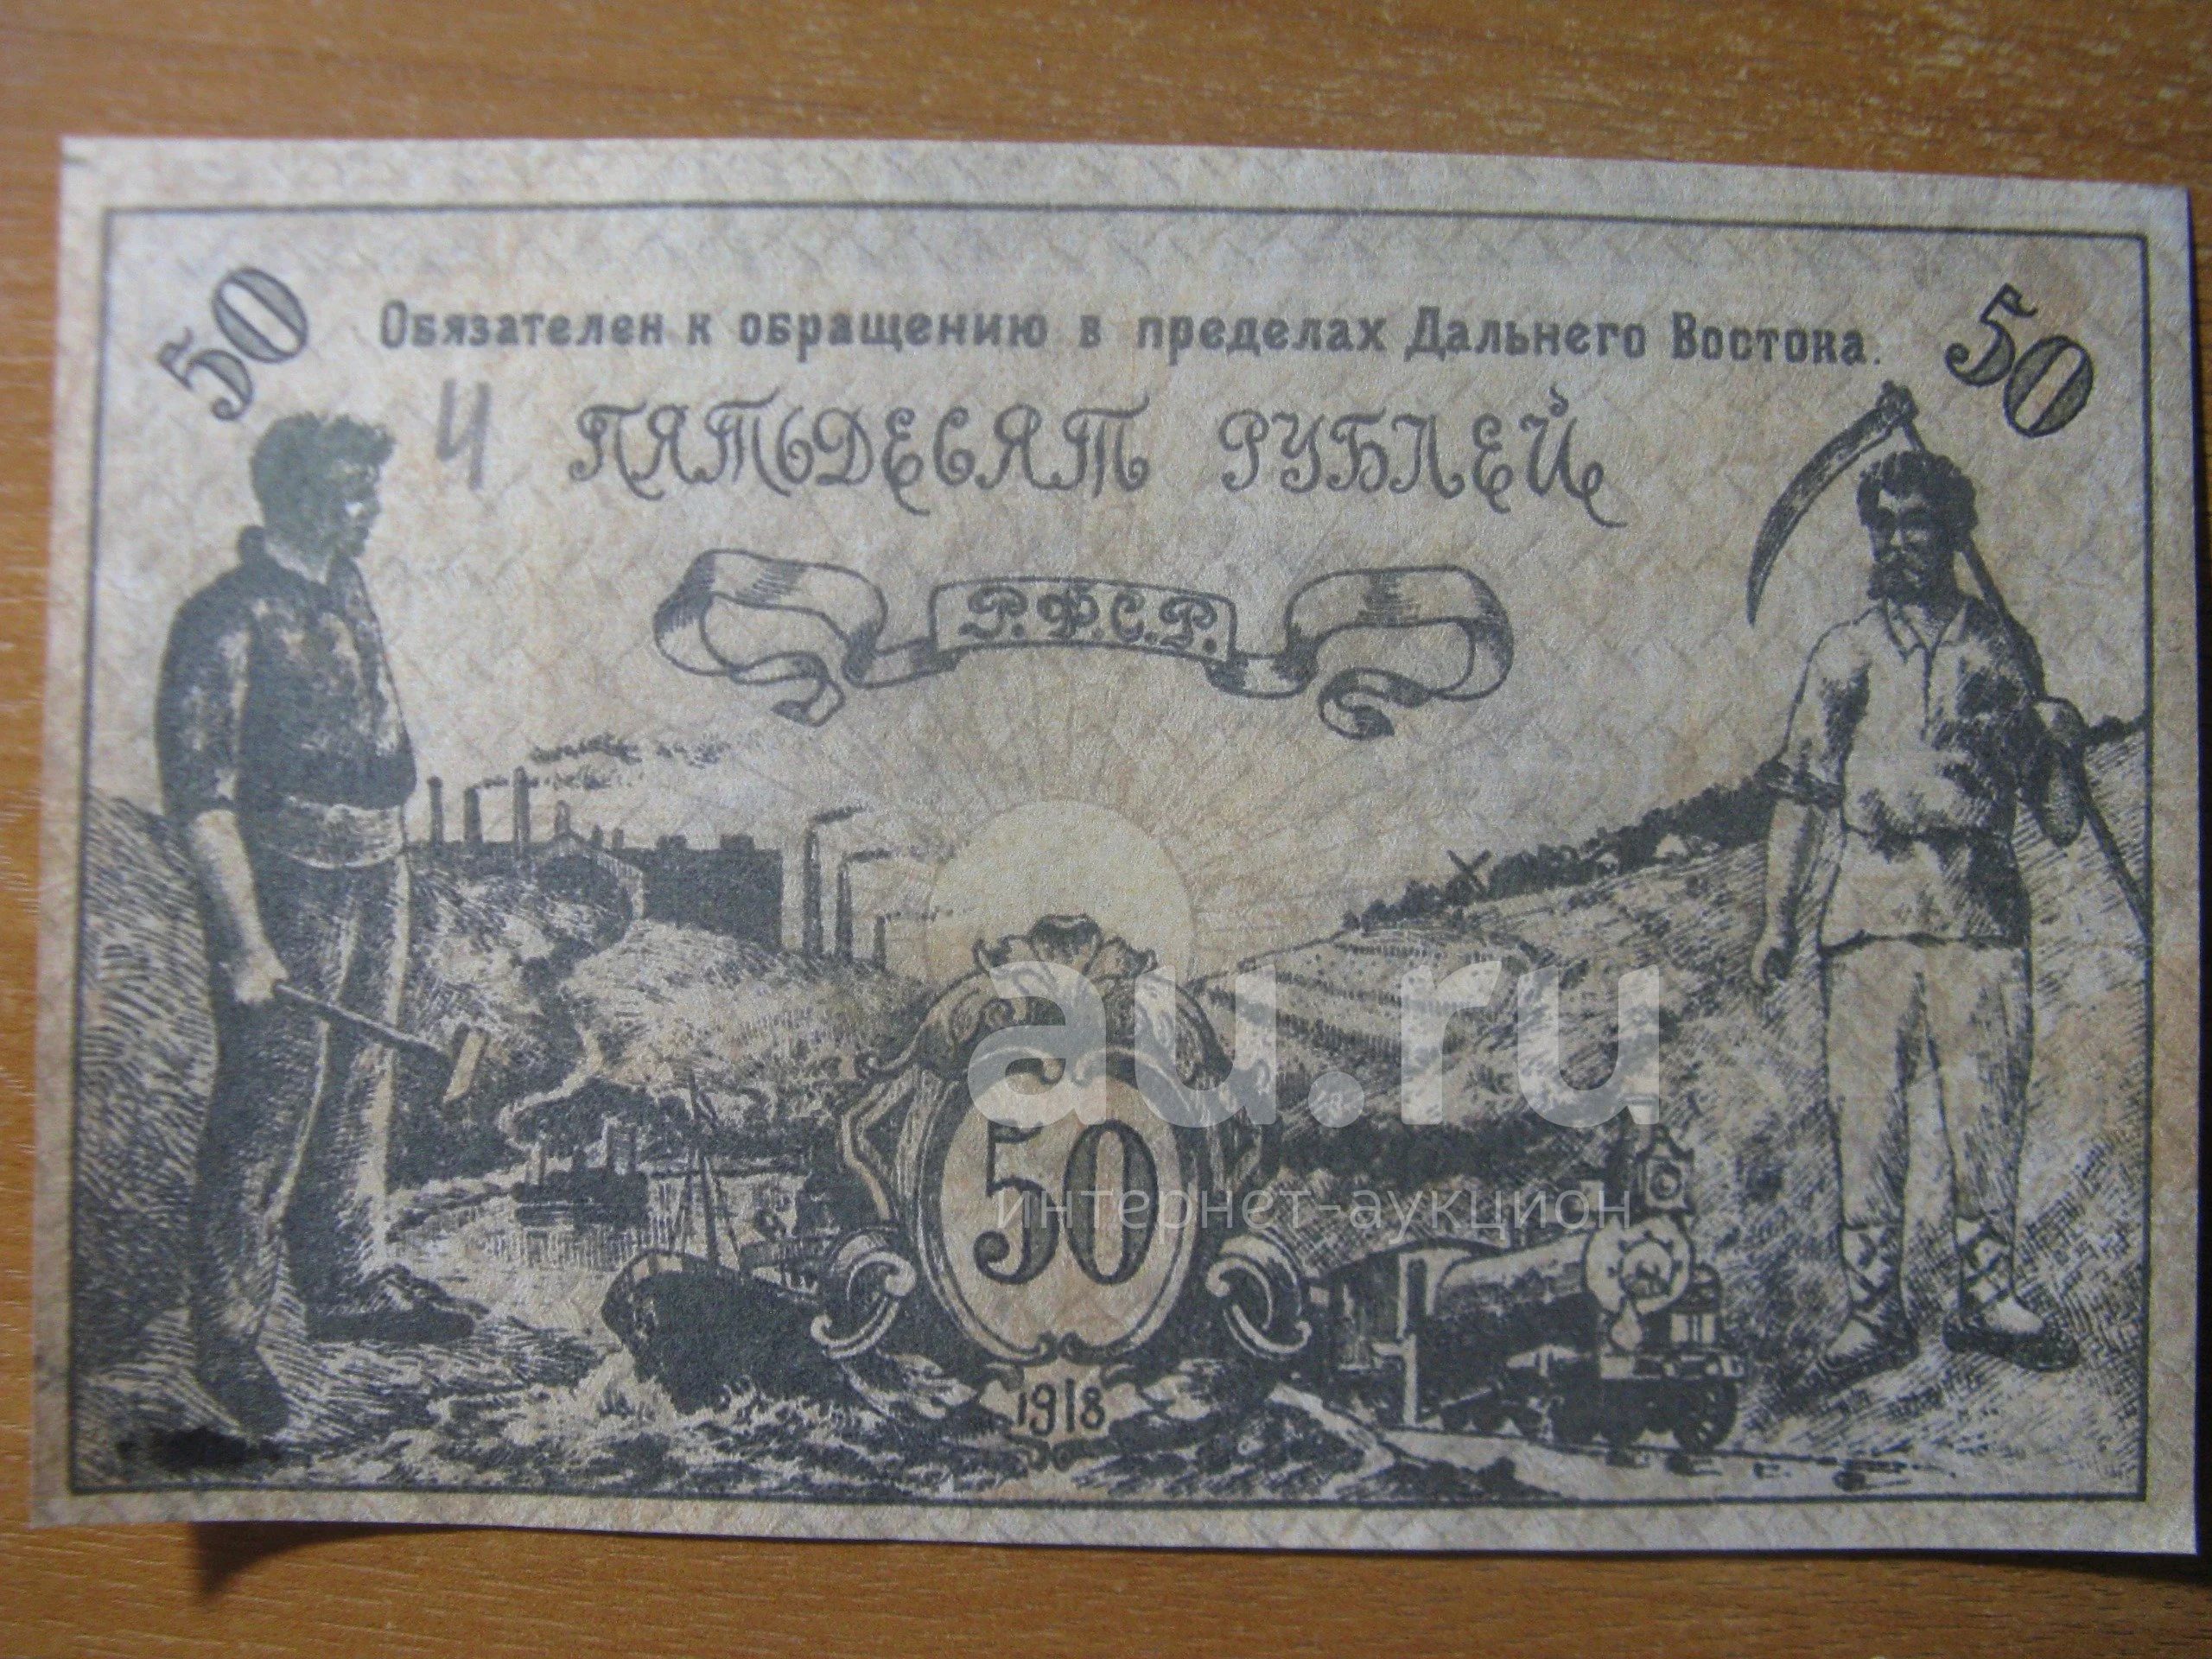 50 50
Обязателен к обращению в пределах Дальнего Востока.
Ч ПЯТЬДЕСЯТ РУБЛЕЙ
Р.Ф.С.Р.
au.ru
50
интернет-аукцион
1918